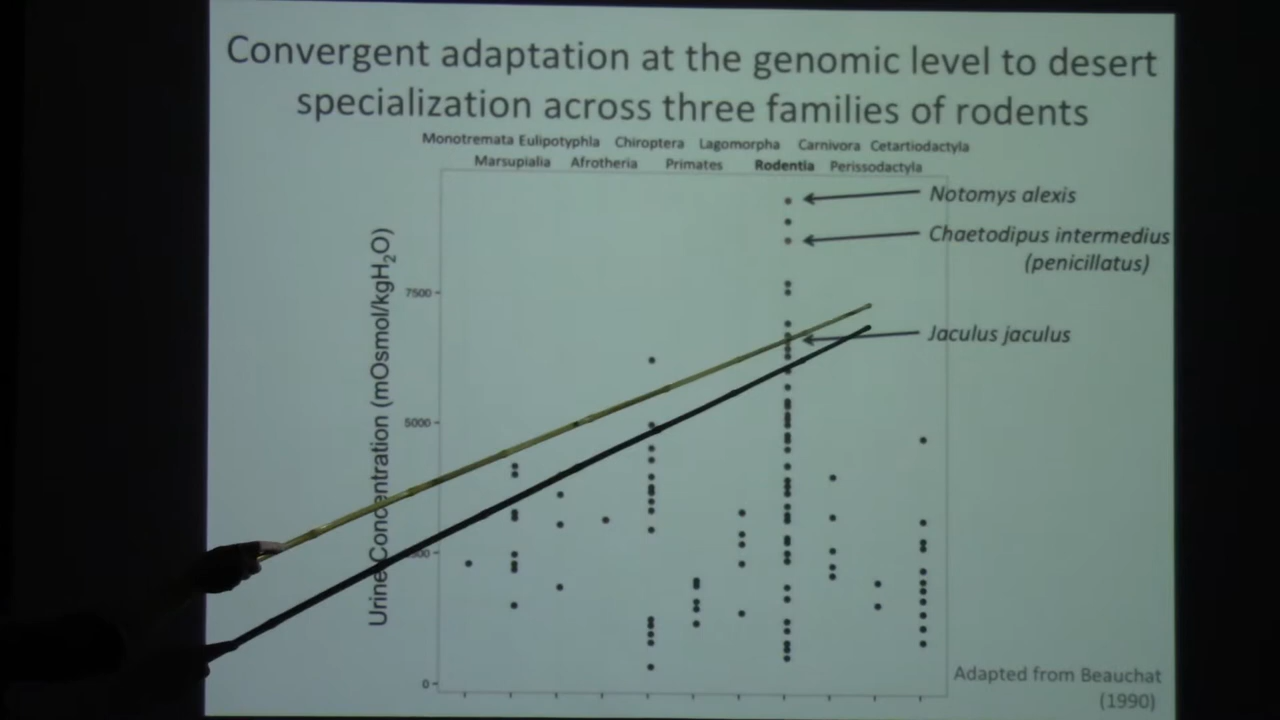 Convergent adaptation at the genomic level to desert
specialization across three families of rodents
Monotremata Eulipotyphla Chiroptera Lagomorpha Carnivora Cetartiodactyla
Marsupialia Afrotheria Primates Rodentia Perissodactyla
Notomys alexis
Chaetodipus intermedius
(penicillatus)
Jaculus jaculus
Urine Concentration (mOsmol/kgH₂O)
7500
5000
500
0
Adapted from Beauchat
(1990)